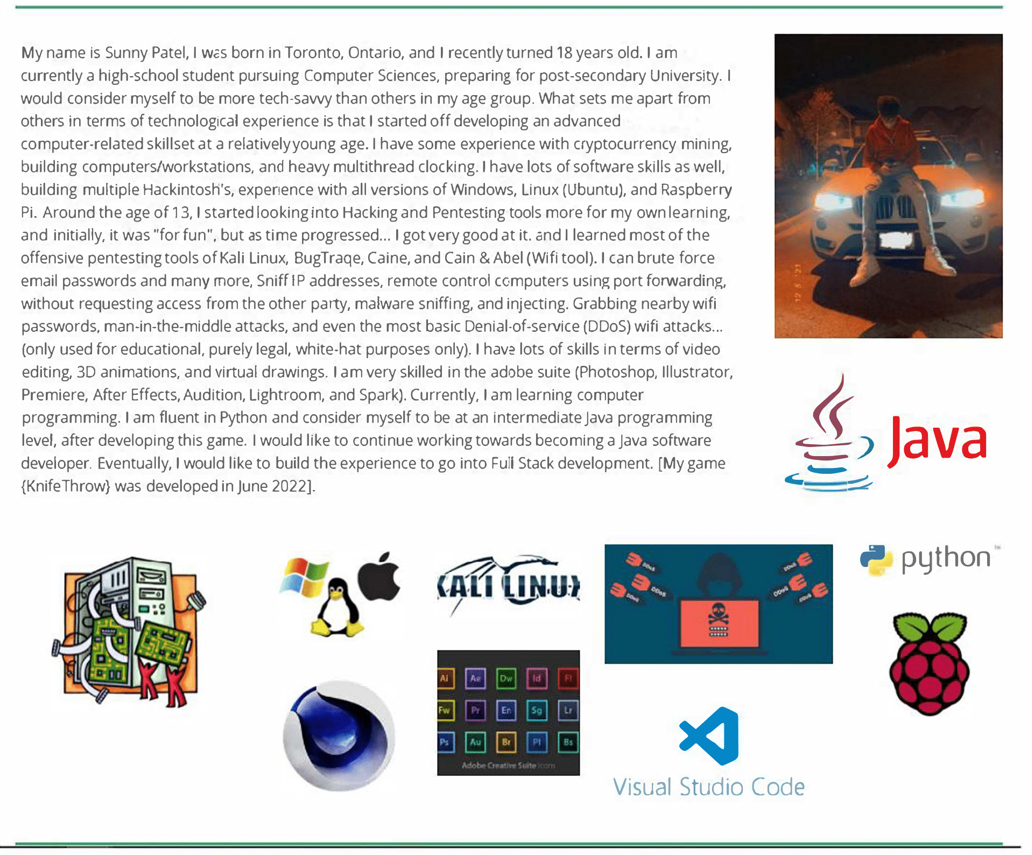 My name is Sunny Patel, I was born in Toronto, Ontario, and I recently turned 18 years old. I am
currently a high-school student pursuing Computer Sciences, preparing for post-secondary University. I
would consider myself to be more tech-savvy than others in my age group. What sets me apart from
others in terms of technological experience is that I started off developing an advanced
computer-related skillset at a relatively young age. I have some experience with cryptocurrency mining,
building computers/workstations, and heavy multithread clocking. I have lots of software skills as well,
building multiple Hackintosh's, experience with all versions of Windows, Linux (Ubuntu), and Raspberry
Pi. Around the age of 13, I started looking into Hacking and Pentesting tools more for my own learning,
and initially, it was "for fun", but as time progressed... I got very good at it. and I learned most of the
offensive pentesting tools of Kali Linux, BugTraqe, Caine, and Cain & Abel (Wifi tool). I can brute force
email passwords and many more, Sniff IP addresses, remote control computers using port forwarding,
without requesting access from the other party, malware sniffing, and injecting. Grabbing nearby wifi
passwords, man-in-the-middle attacks, and even the most basic Denial-of-service (DDoS) wifi attacks...
(only used for educational, purely legal, white-hat purposes only). I have lots of skills in terms of video
editing, 3D animations, and virtual drawings. I am very skilled in the adobe suite (Photoshop, Illustrator,
Premiere, After Effects, Audition, Lightroom, and Spark). Currently, I am learning computer
programming. I am fluent in Python and consider myself to be at an intermediate Java programming
level, after developing this game. I would like to continue working towards becoming a Java software
developer. Eventually, I would like to build the experience to go into Full Stack development. [My game
{KnifeThrow} was developed in June 2022].
Java
KALI LINUX
DDoS DDoS DDoS
DDoS DDoS DDoS
python™
Ai Ae Dw Id Fl
Fw Pr En Sg Lr
Ps Au Br Pl Bs
Adobe Creative Suite Icons
Visual Studio Code